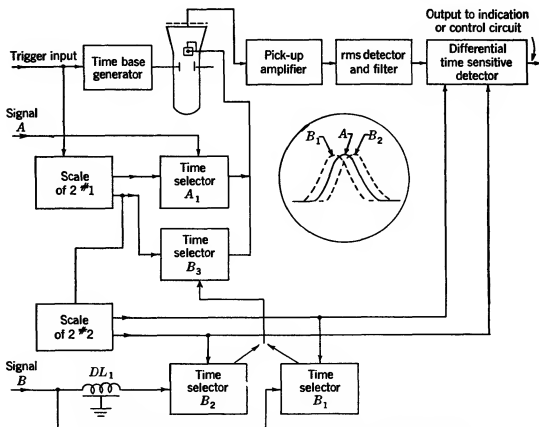 Output to indication
or control circuit
Trigger input
Time base
generator
Pick-up
amplifier
rms detector
and filter
Differential
time sensitive
detector
Signal
A
B1
A
B2
Scale
of 2 #1
Time
selector
A1
Time
selector
B3
Scale
of 2 #2
Signal
B
DL1
Time
selector
B2
Time
selector
B1